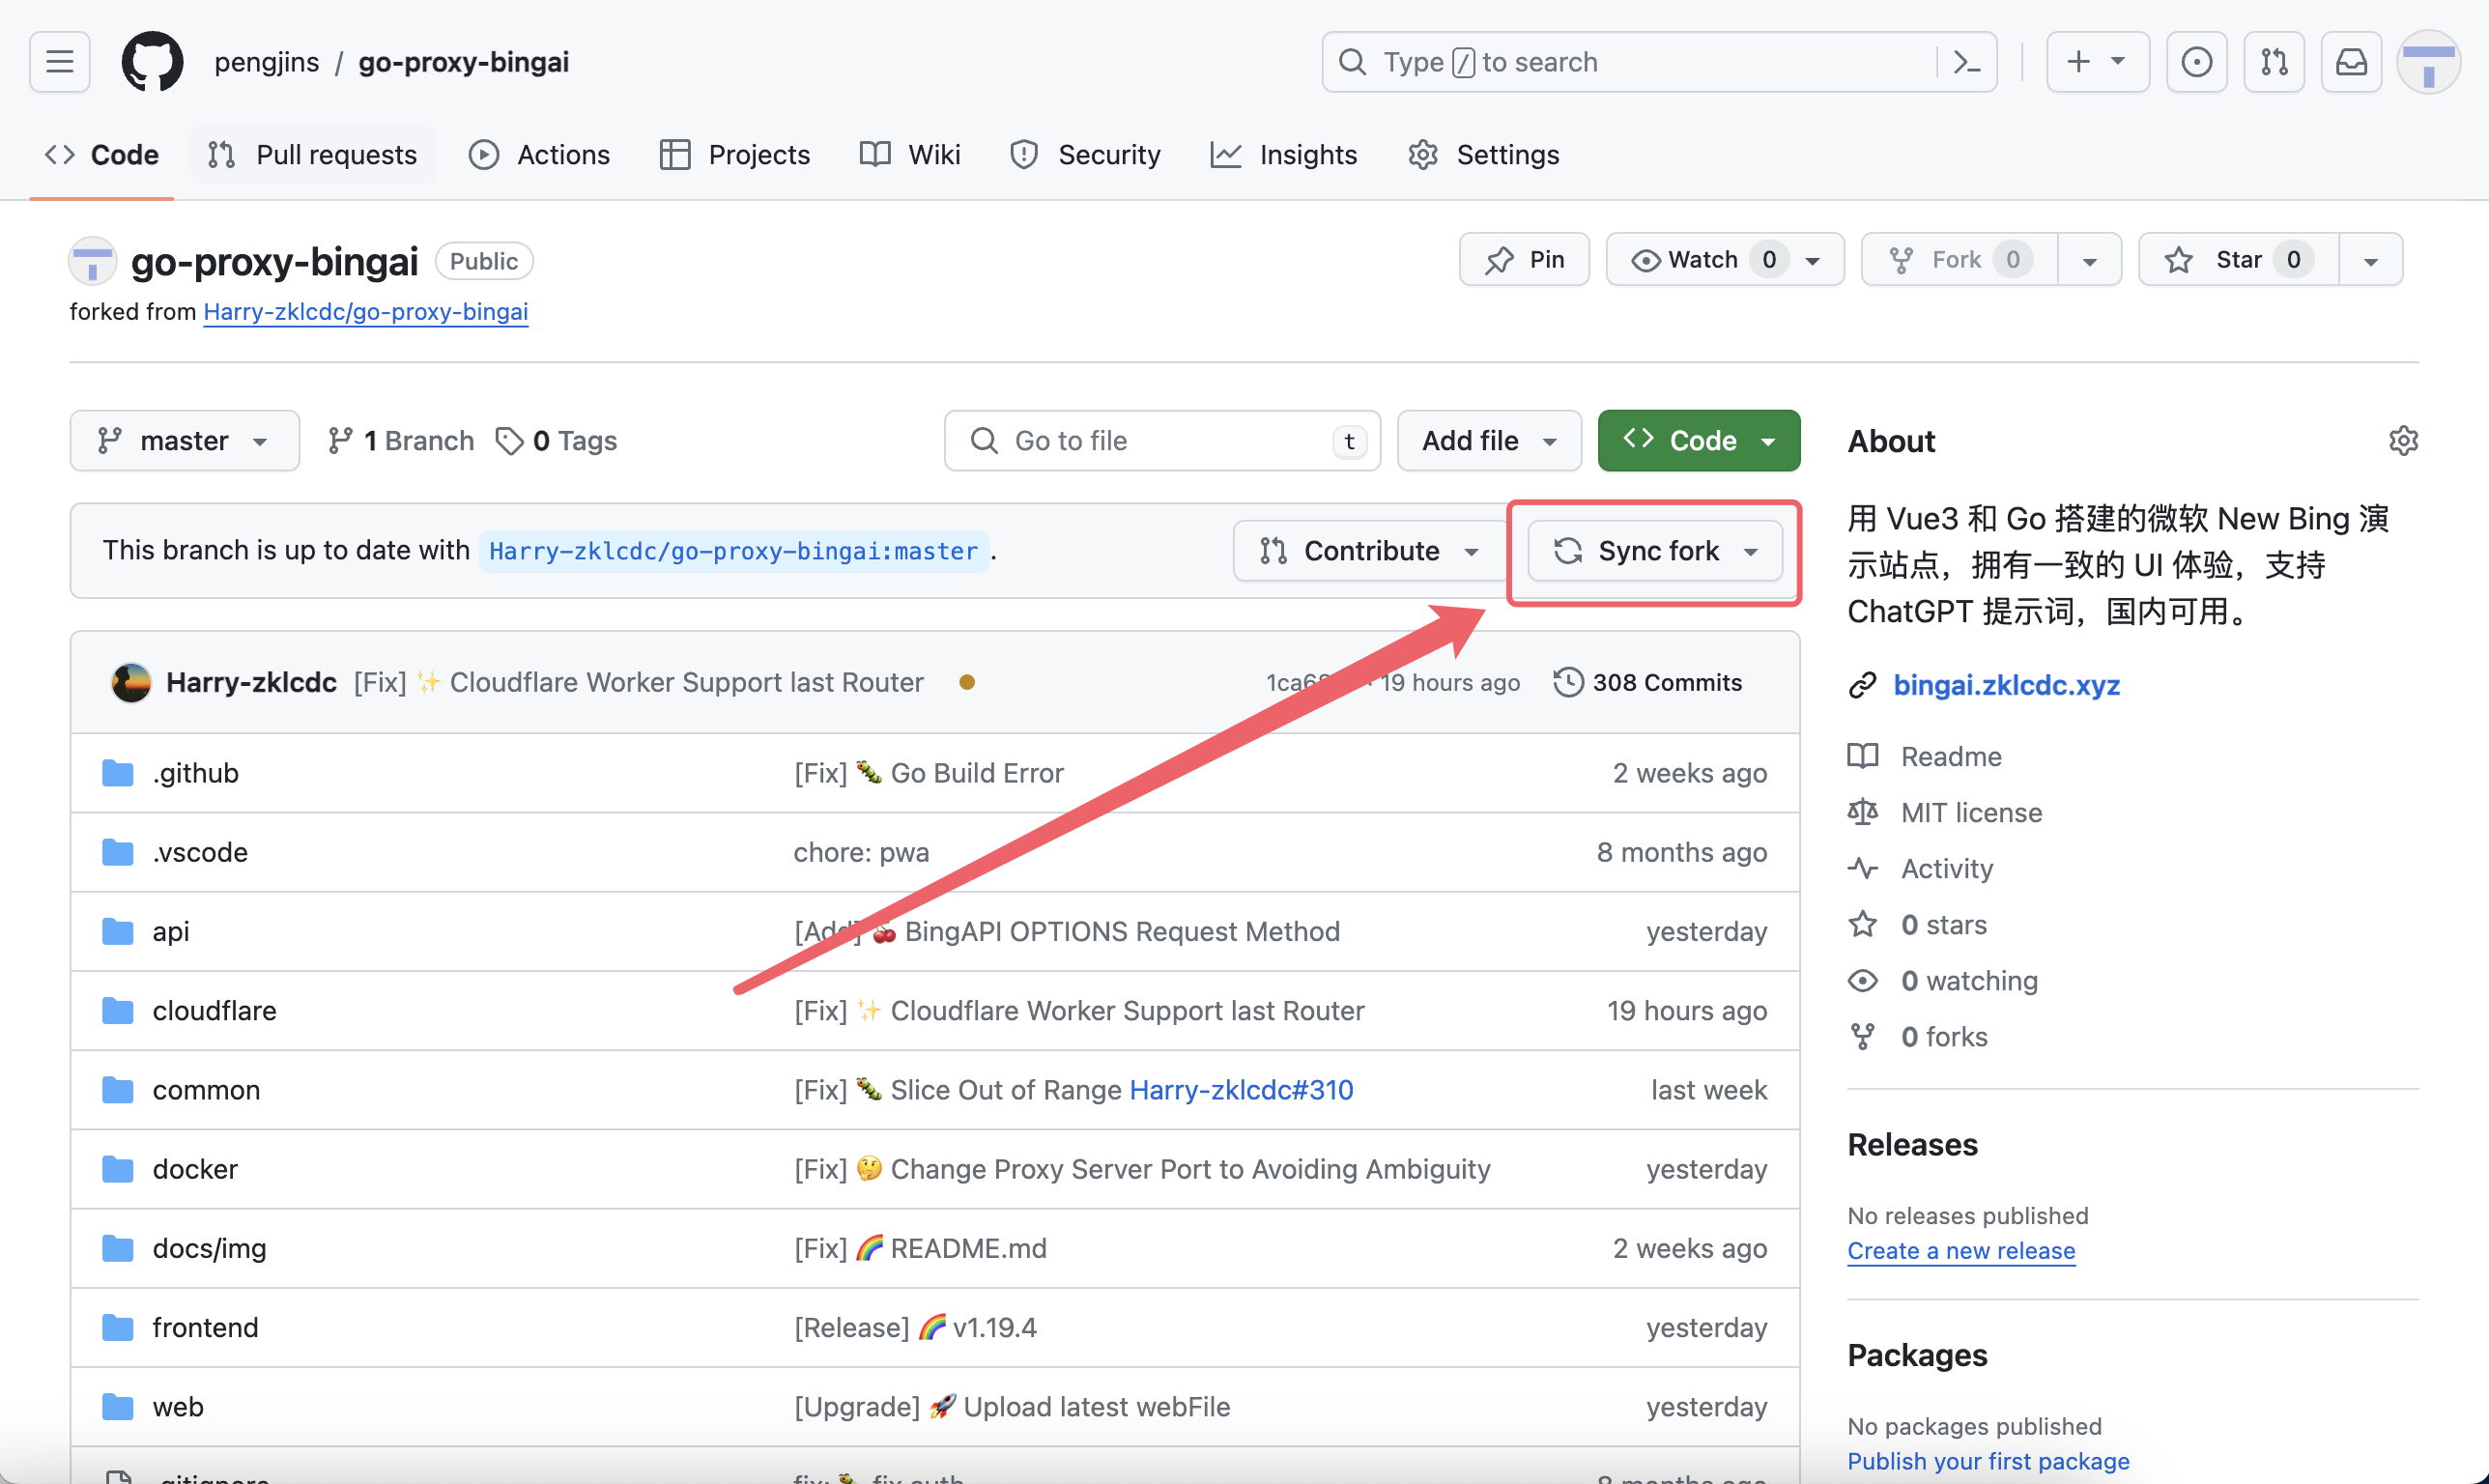 pengjins / go-proxy-bingai
Type / to search
Code
Pull requests
Actions
Projects
Wiki
Security
Insights
Settings
go-proxy-bingai Public
Pin
Watch 0
Fork 0
Star 0
forked from Harry-zklcdc/go-proxy-bingai
master
1 Branch
0 Tags
Go to file t
Add file
Code
This branch is up to date with Harry-zklcdc/go-proxy-bingai:master .
Contribute
Sync fork
Harry-zklcdc [Fix] ✨ Cloudflare Worker Support last Router
19 hours ago
308 Commits
.github [Fix] 🐛 Go Build Error 2 weeks ago
.vscode chore: pwa 8 months ago
api [Add] 🍒 BingAPI OPTIONS Request Method yesterday
cloudflare [Fix] ✨ Cloudflare Worker Support last Router 19 hours ago
common [Fix] 🐛 Slice Out of Range Harry-zklcdc#310 last week
docker [Fix] 🤔 Change Proxy Server Port to Avoiding Ambiguity yesterday
docs/img [Fix] 🌈 README.md 2 weeks ago
frontend [Release] 🌈 v1.19.4 yesterday
web [Upgrade] 🚀 Upload latest webFile yesterday
.gitignore fix: 🐛 fix auth 8 months ago
About
用 Vue3 和 Go 搭建的微软 New Bing 演
示站点，拥有一致的 UI 体验，支持
ChatGPT 提示词，国内可用。
bingai.zklcdc.xyz
Readme
MIT license
Activity
0 stars
0 watching
0 forks
Releases
No releases published
Create a new release
Packages
No packages published
Publish your first package